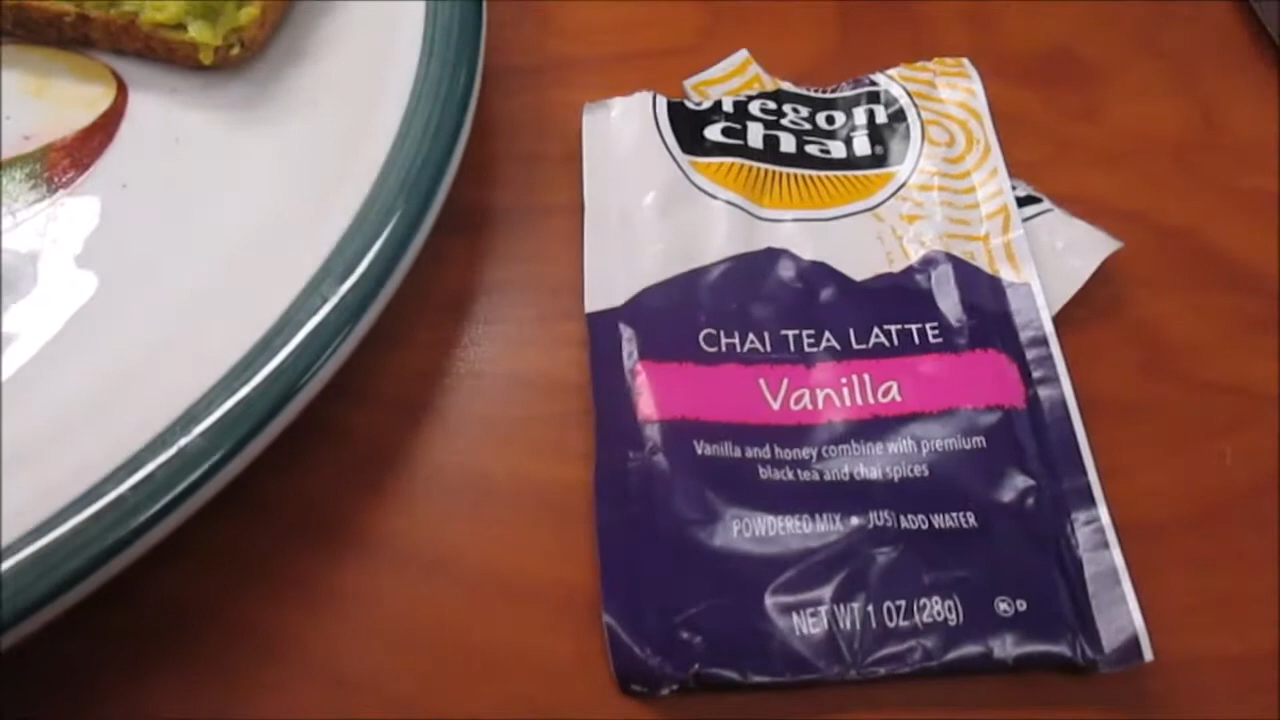 oregon
chai
CHAI TEA LATTE
Vanilla
Vanilla and honey combine with premium
black tea and chai spices
POWDERED MIX • JUST ADD WATER
NET WT 1 OZ (28g) K D